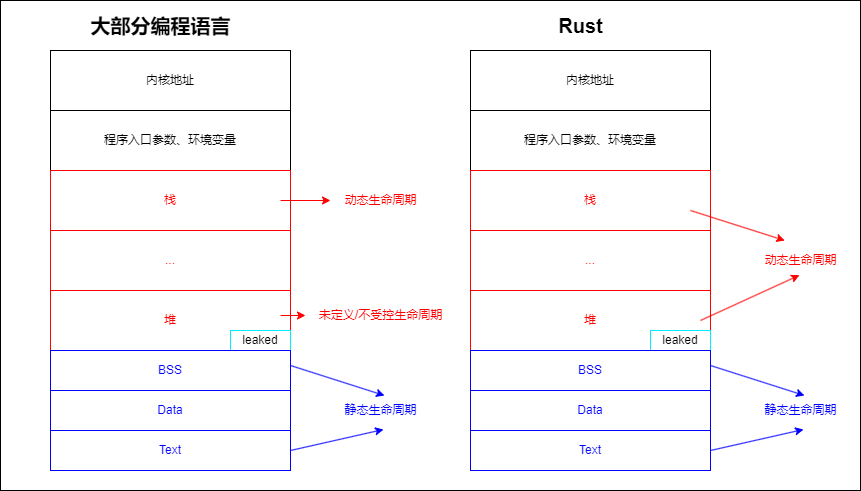 大部分编程语言
内核地址
程序入口参数、环境变量
栈
动态生命周期
...
堆
未定义/不受控生命周期
leaked
BSS
Data
静态生命周期
Text
Rust
内核地址
程序入口参数、环境变量
栈
...
动态生命周期
堆
leaked
BSS
Data
静态生命周期
Text